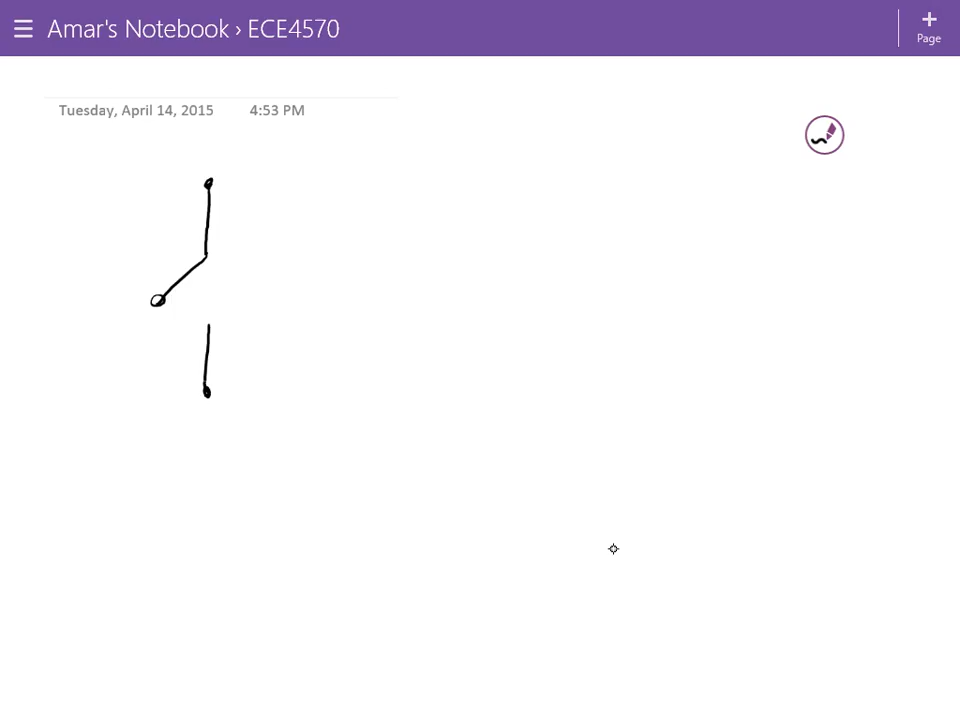 Amar's Notebook › ECE4570
Page
Tuesday, April 14, 2015 4:53 PM